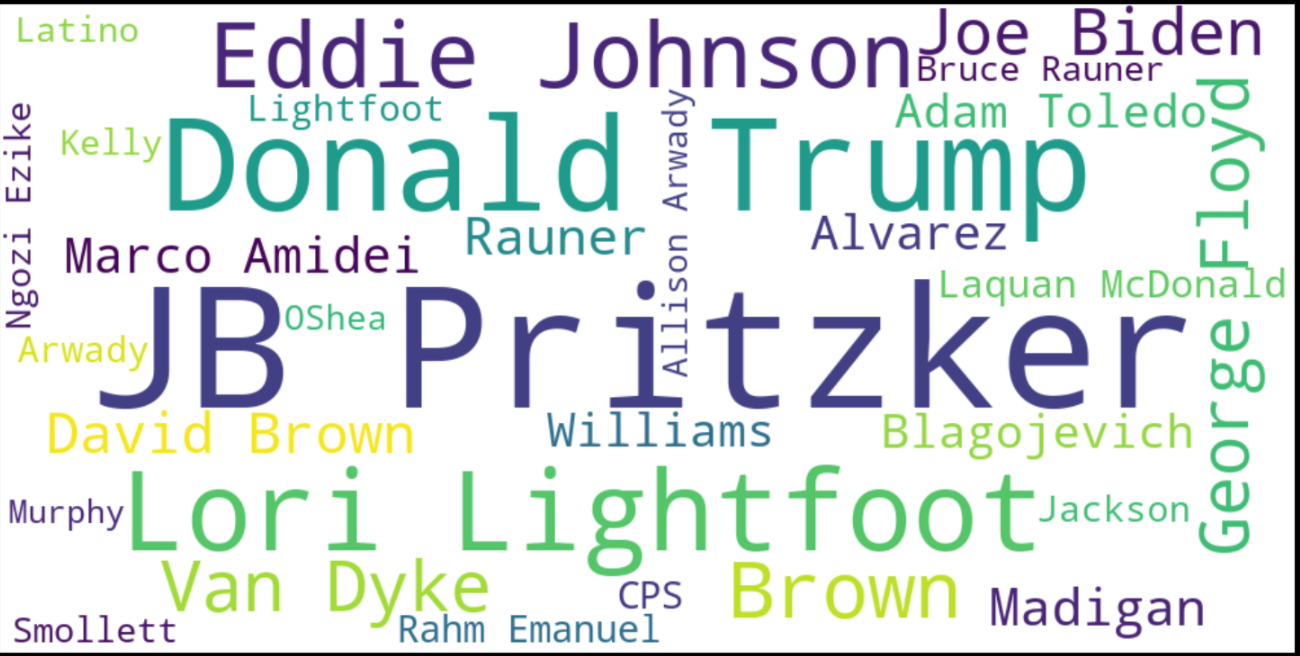 Latino
Eddie Johnson
Joe Biden
Bruce Rauner
Lightfoot
Adam Toledo
Kelly
Donald Trump
Ngozi Ezike
Allison Arwady
George Floyd
Rauner
Alvarez
Marco Amidei
Laquan McDonald
JB Pritzker
OShea
Arwady
David Brown
Williams
Blagojevich
Lori Lightfoot
Murphy
Jackson
Van Dyke
CPS
Brown
Madigan
Smollett
Rahm Emanuel